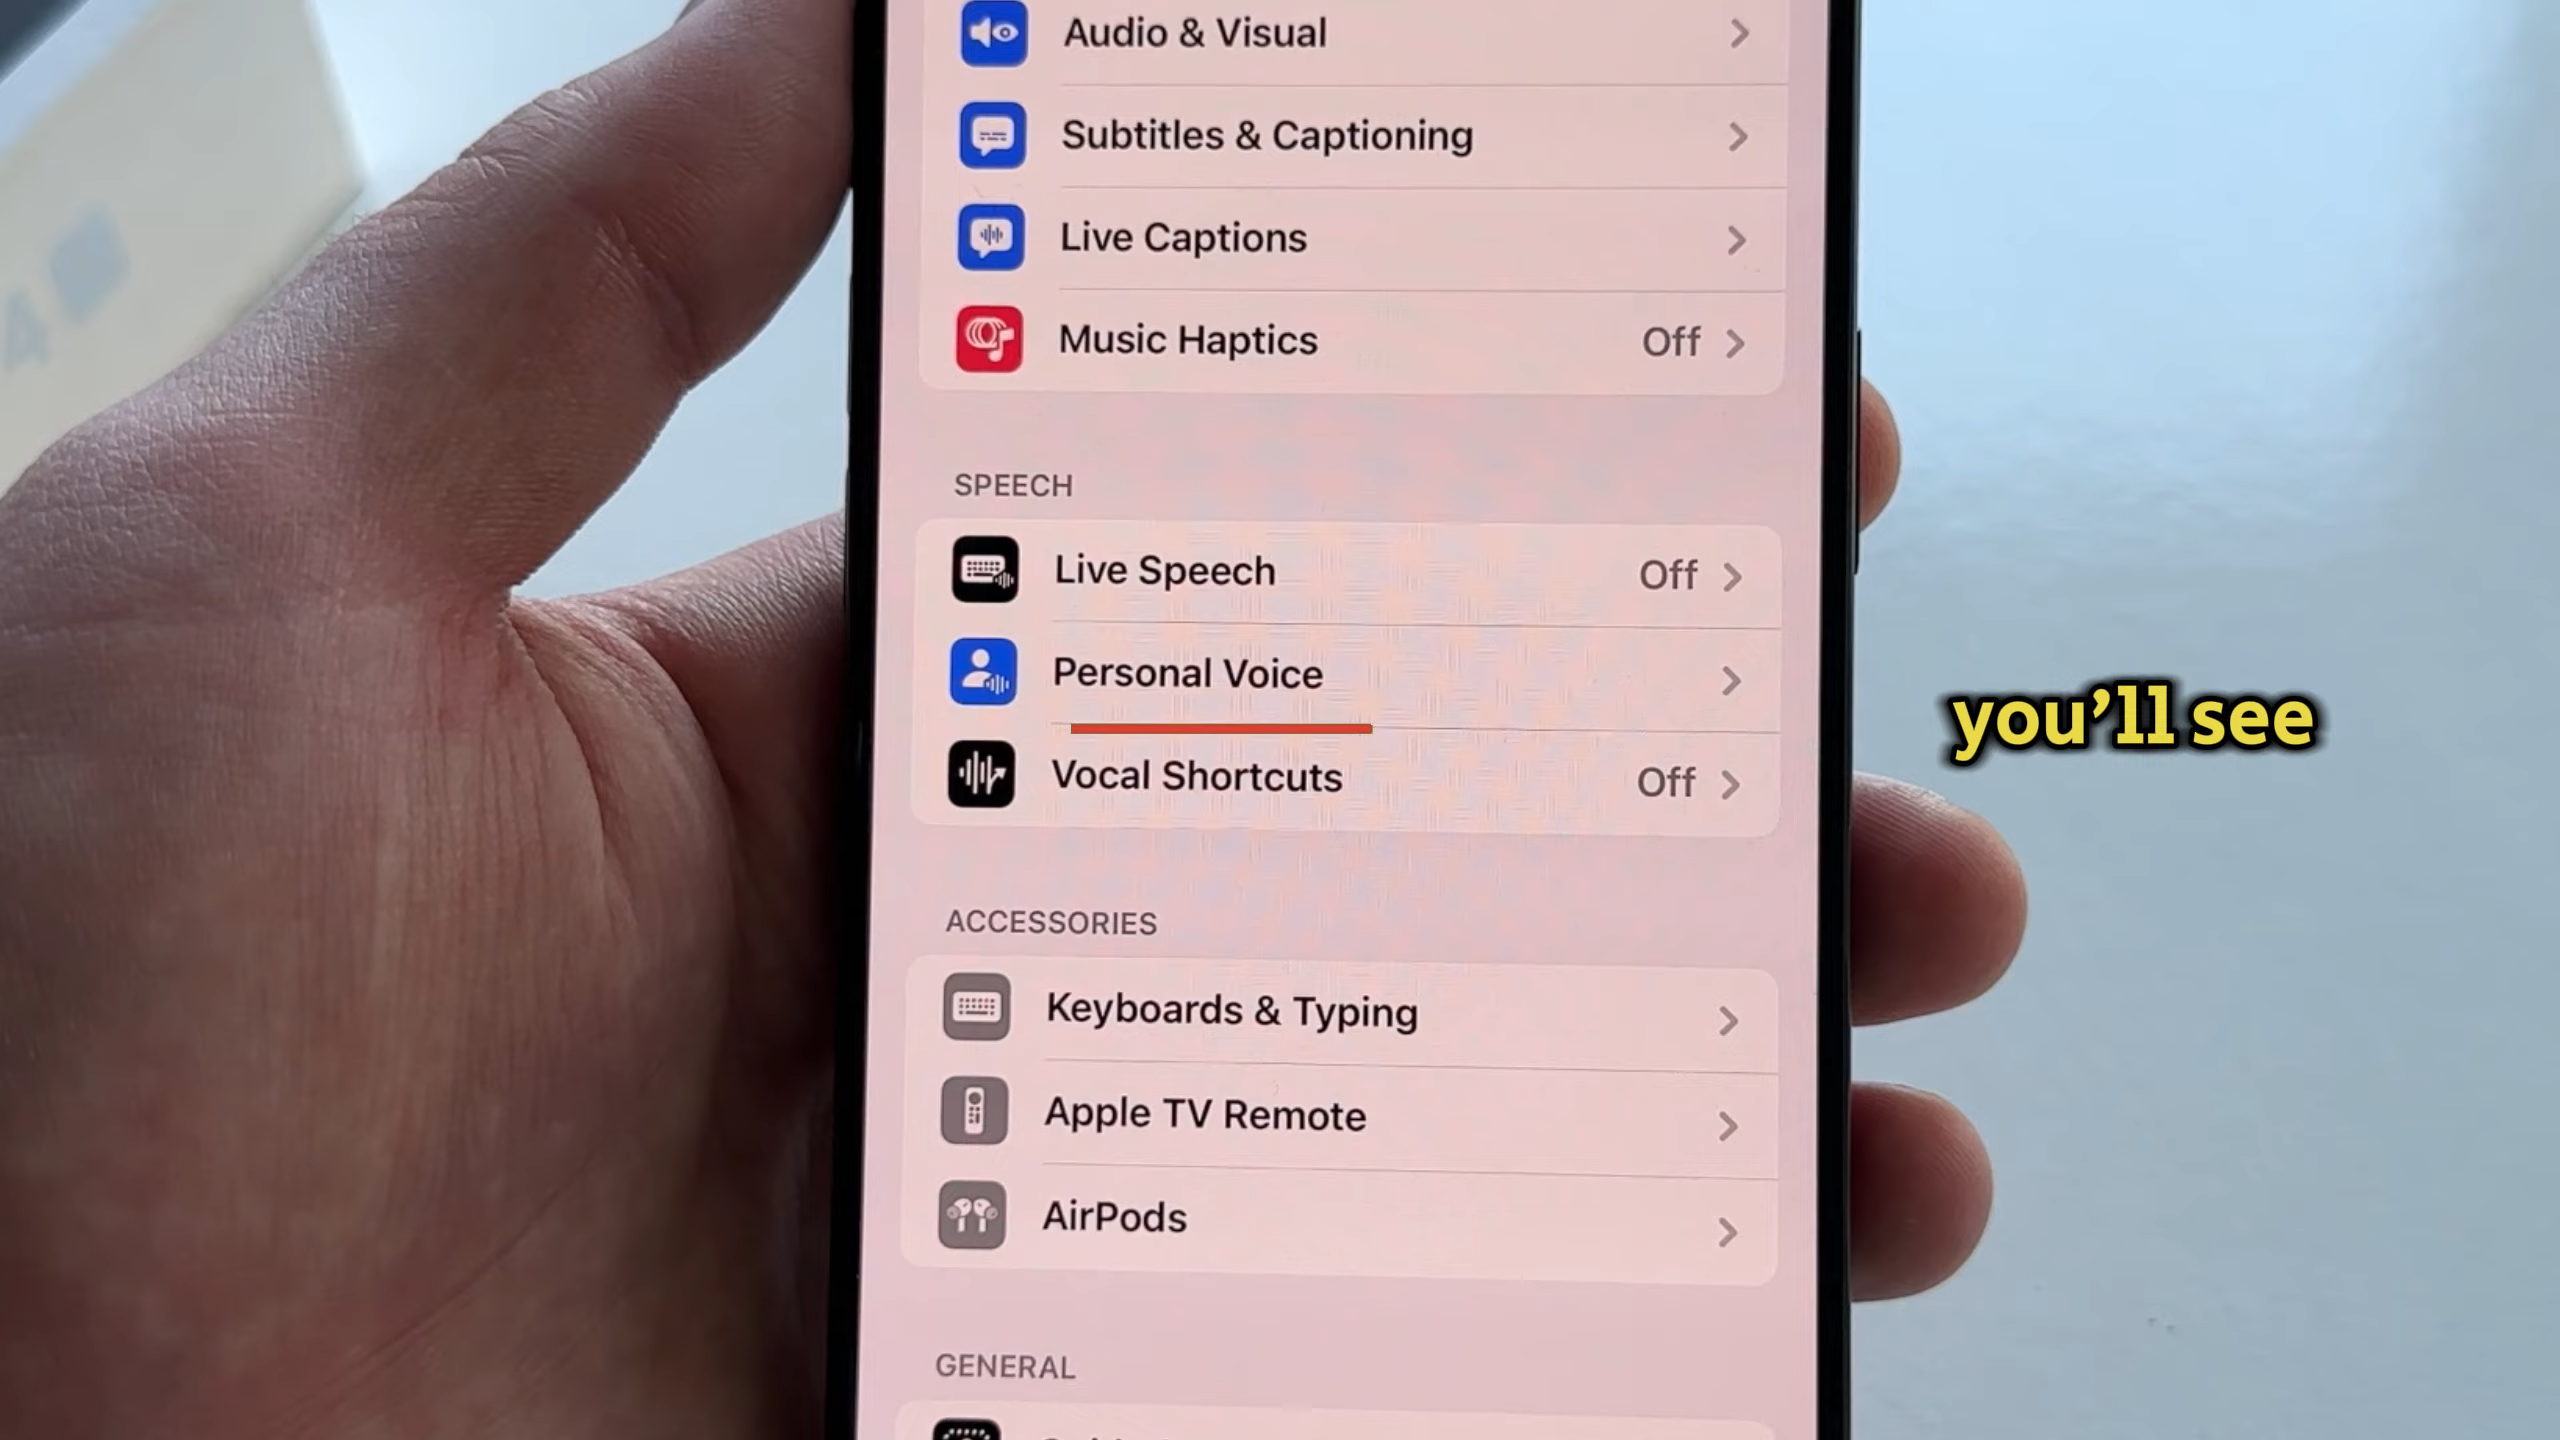 Audio & Visual
Subtitles & Captioning
Live Captions
Music Haptics Off
SPEECH
Live Speech Off
Personal Voice
you'll see
Vocal Shortcuts Off
ACCESSORIES
Keyboards & Typing
Apple TV Remote
AirPods
GENERAL